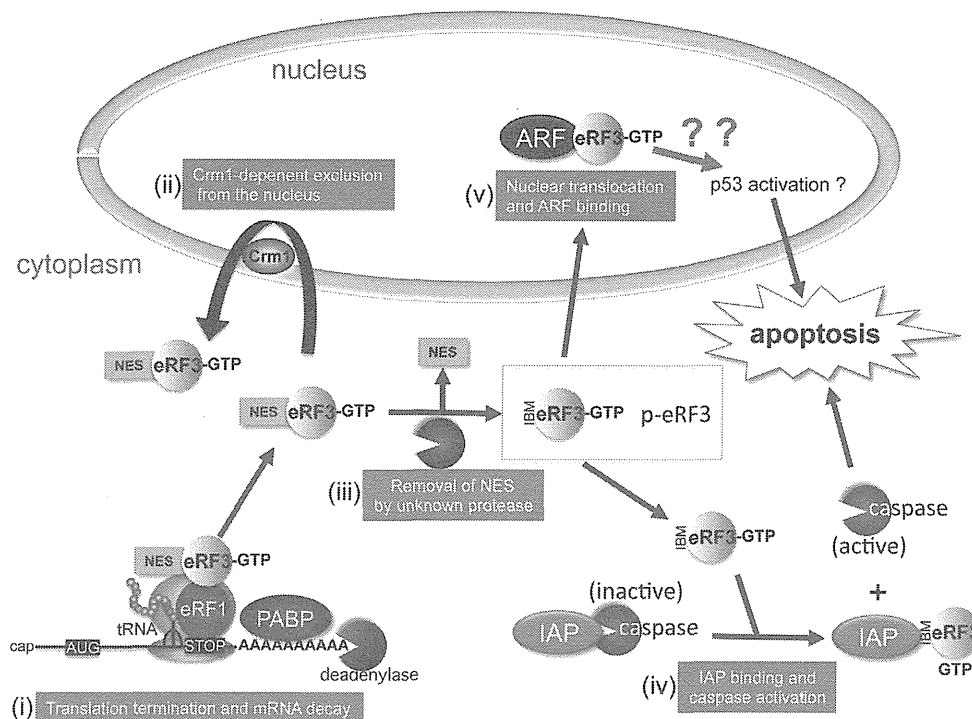 nucleus
ARF eRF3-GTP
? ?
(ii) Crm1-depenent exclusion
from the nucleus
(v) Nuclear translocation
and ARF binding
p53 activation ?
cytoplasm
Crm1
apoptosis
NES eRF3-GTP
NES
NES eRF3-GTP
IBM eRF3-GTP p-eRF3
(iii) Removal of NES
by unknown protease
IBM eRF3-GTP
caspase
(active)
NES eRF3-GTP
eRF1
tRNA
PABP
(inactive)
IAP caspase
+
IAP IBM eRF3
GTP
cap AUG STOP -AAAAAAAAAA
deadenylase
(iv) IAP binding and
caspase activation
(i) Translation termination and mRNA decay